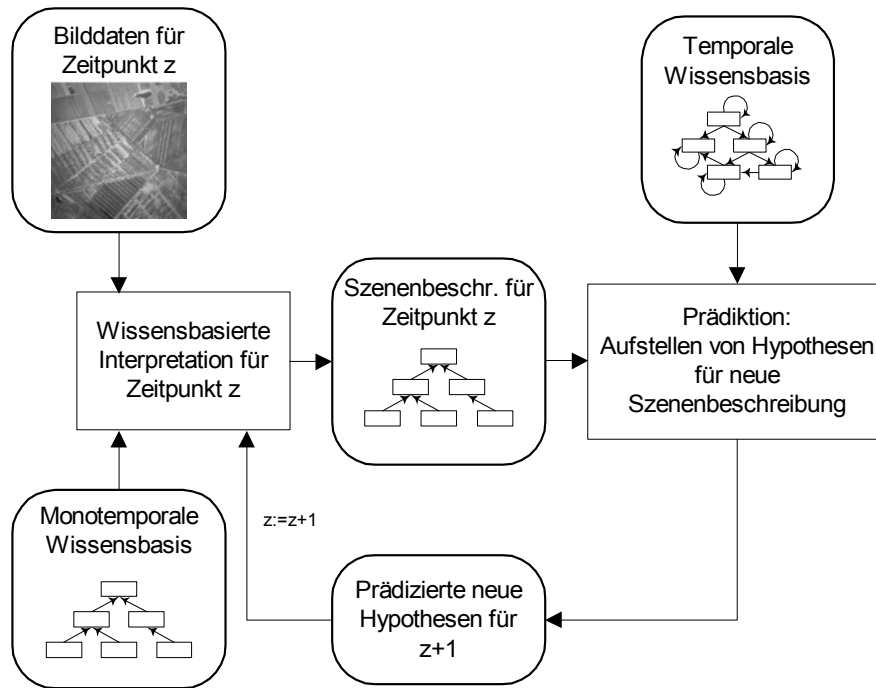 Bilddaten für
Zeitpunkt z
Temporale
Wissensbasis
Wissensbasierte
Interpretation für
Zeitpunkt z
Szenenbeschr. für
Zeitpunkt z
Prädiktion:
Aufstellen von Hypothesen
für neue
Szenenbeschreibung
Monotemporale
Wissensbasis
z:=z+1
Prädizierte neue
Hypothesen für
z+1